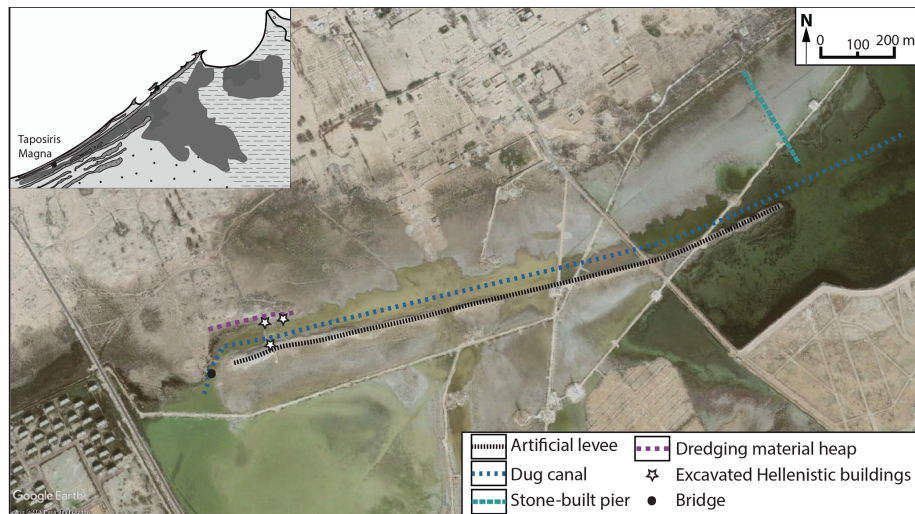 Taposiris
Magna
N
0 100 200 m
Artificial levee
Dug canal
Stone-built pier
Dredging material heap
Excavated Hellenistic buildings
Bridge
Google Earth